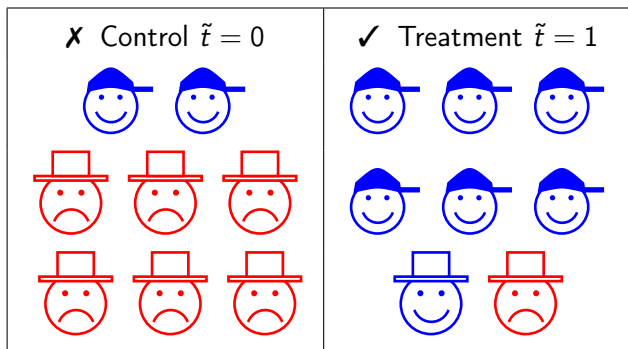 ✗ Control t̃ = 0
✓ Treatment t̃ = 1